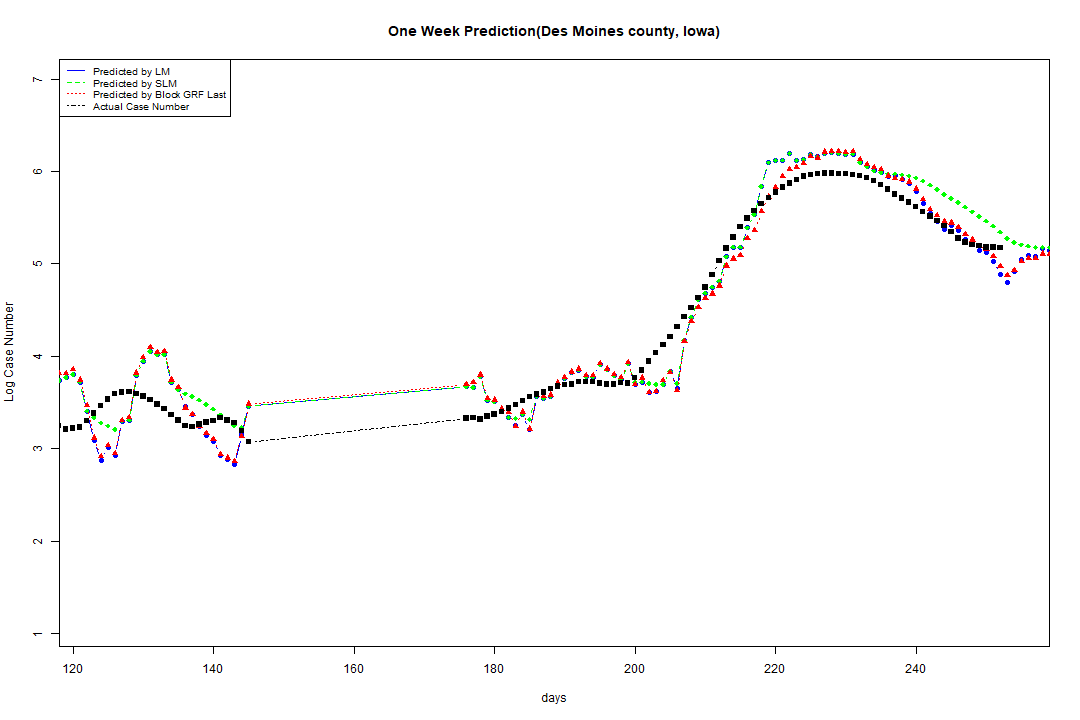 One Week Prediction(Des Moines county, Iowa)
Predicted by LM
Predicted by SLM
Predicted by Block GRF Last
Actual Case Number
7
6
5
4
3
2
1
Log Case Number
120 140 160 180 200 220 240
days